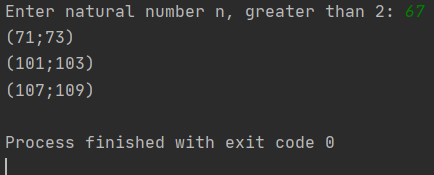 Enter natural number n, greater than 2: 67
(71;73)
(101;103)
(107;109)
Process finished with exit code 0